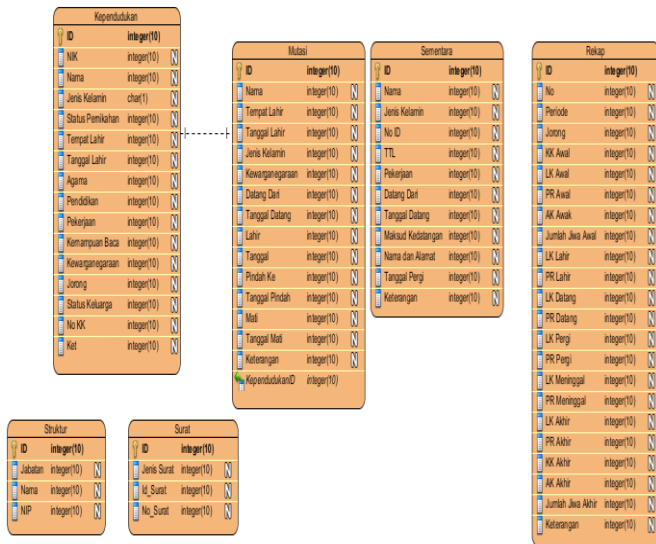 Kependudukan
ID integer(10)
NIK integer(10) N
Nama integer(10) N
Jenis Kelamin char(1) N
Status Pernikahan integer(10) N
Tempat Lahir integer(10) N
Tanggal Lahir integer(10) N
Agama integer(10) N
Pendidikan integer(10) N
Pekerjaan integer(10) N
Kemampuan Baca integer(10) N
Kewarganegaraan integer(10) N
Jorong integer(10) N
Status Keluarga integer(10) N
No KK integer(10) N
Ket integer(10) N
Mutasi
ID integer(10)
Nama integer(10) N
Tempat Lahir integer(10) N
Tanggal Lahir integer(10) N
Jenis Kelamin integer(10) N
Kewarganegaraan integer(10) N
Datang Dari integer(10) N
Tanggal Datang integer(10) N
Lahir integer(10) N
Tanggal integer(10) N
Pindah Ke integer(10) N
Tanggal Pindah integer(10) N
Mati integer(10) N
Tanggal Mati integer(10) N
Keterangan integer(10) N
KependudukanID integer(10)
Sementara
ID integer(10)
Nama integer(10) N
Jenis Kelamin integer(10) N
No ID integer(10) N
TTL integer(10) N
Pekerjaan integer(10) N
Datang Dari integer(10) N
Tanggal Datang integer(10) N
Maksud Kedatangan integer(10) N
Nama dan Alamat integer(10) N
Tanggal Pergi integer(10) N
Keterangan integer(10) N
Rekap
ID integer(10)
No integer(10) N
Periode integer(10) N
Jorong integer(10) N
KK Awal integer(10) N
LK Awal integer(10) N
PR Awal integer(10) N
AK Awak integer(10) N
Jumlah Jiwa Awal integer(10) N
LK Lahir integer(10) N
PR Lahir integer(10) N
LK Datang integer(10) N
PR Datang integer(10) N
LK Pergi integer(10) N
PR Pergi integer(10) N
LK Meninggal integer(10) N
PR Meninggal integer(10) N
LK Akhir integer(10) N
PR Akhir integer(10) N
KK Akhir integer(10) N
AK Akhir integer(10) N
Jumlah Jiwa Akhir integer(10) N
Keterangan integer(10) N
Struktur
ID integer(10)
Jabatan integer(10) N
Nama integer(10) N
NIP integer(10) N
Surat
ID integer(10)
Jenis Surat integer(10) N
Id_Surat integer(10) N
No_Surat integer(10) N